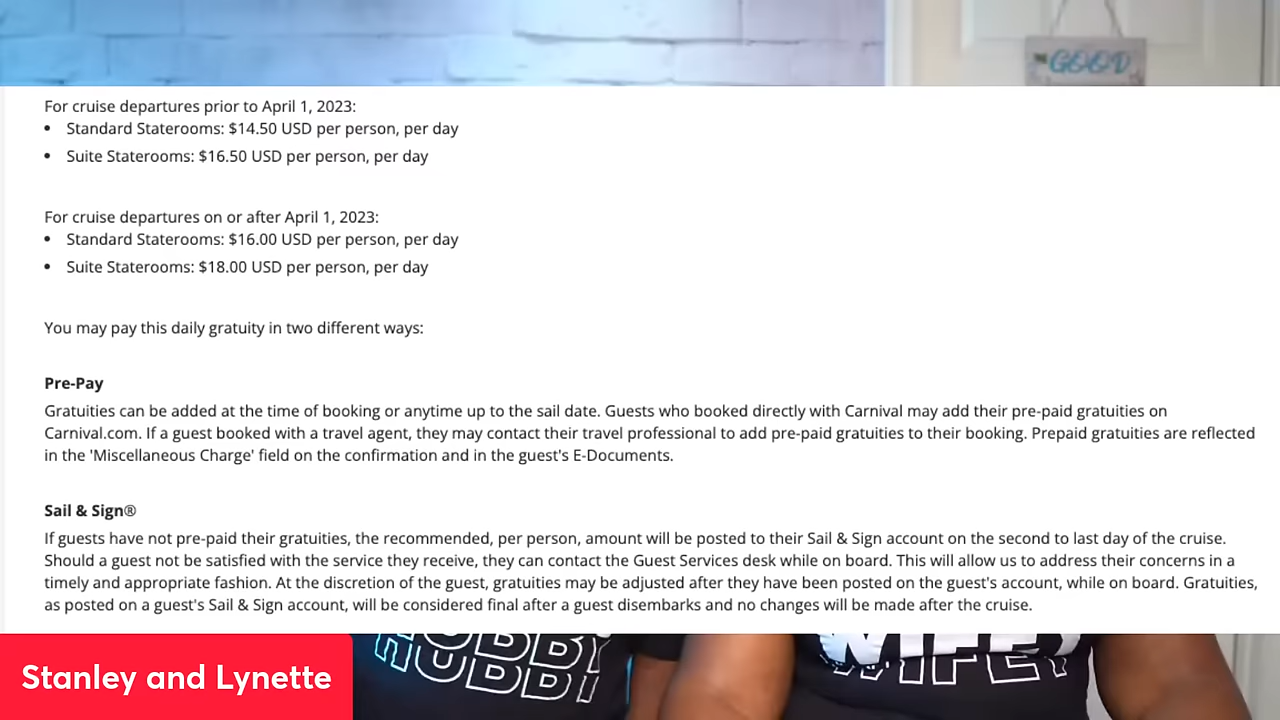 GOOD
For cruise departures prior to April 1, 2023:
• Standard Staterooms: $14.50 USD per person, per day
• Suite Staterooms: $16.50 USD per person, per day
For cruise departures on or after April 1, 2023:
• Standard Staterooms: $16.00 USD per person, per day
• Suite Staterooms: $18.00 USD per person, per day
You may pay this daily gratuity in two different ways:
Pre-Pay
Gratuities can be added at the time of booking or anytime up to the sail date. Guests who booked directly with Carnival may add their pre-paid gratuities on
Carnival.com. If a guest booked with a travel agent, they may contact their travel professional to add pre-paid gratuities to their booking. Prepaid gratuities are reflected
in the 'Miscellaneous Charge' field on the confirmation and in the guest's E-Documents.
Sail & Sign®
If guests have not pre-paid their gratuities, the recommended, per person, amount will be posted to their Sail & Sign account on the second to last day of the cruise.
Should a guest not be satisfied with the service they receive, they can contact the Guest Services desk while on board. This will allow us to address their concerns in a
timely and appropriate fashion. At the discretion of the guest, gratuities may be adjusted after they have been posted on the guest's account, while on board. Gratuities,
as posted on a guest's Sail & Sign account, will be considered final after a guest disembarks and no changes will be made after the cruise.
HUBBY
HUBBY
WIFEY
WIFEY
Stanley and Lynette